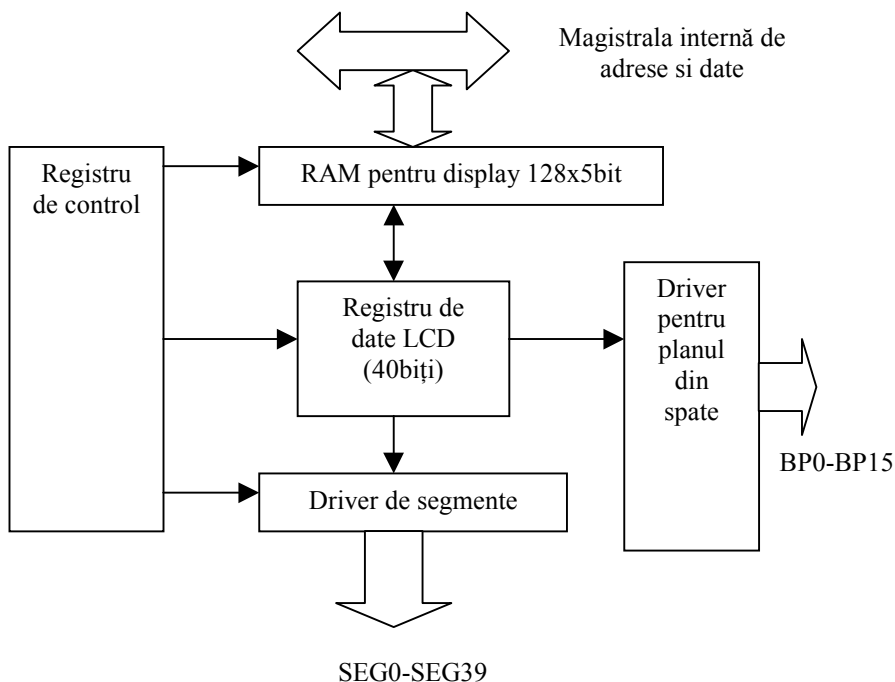 Magistrala internă de
adrese si date
Registru
de control
RAM pentru display 128x5bit
Registru de
date LCD
(40biți)
Driver
pentru
planul
din
spate
BP0-BP15
Driver de segmente
SEG0-SEG39